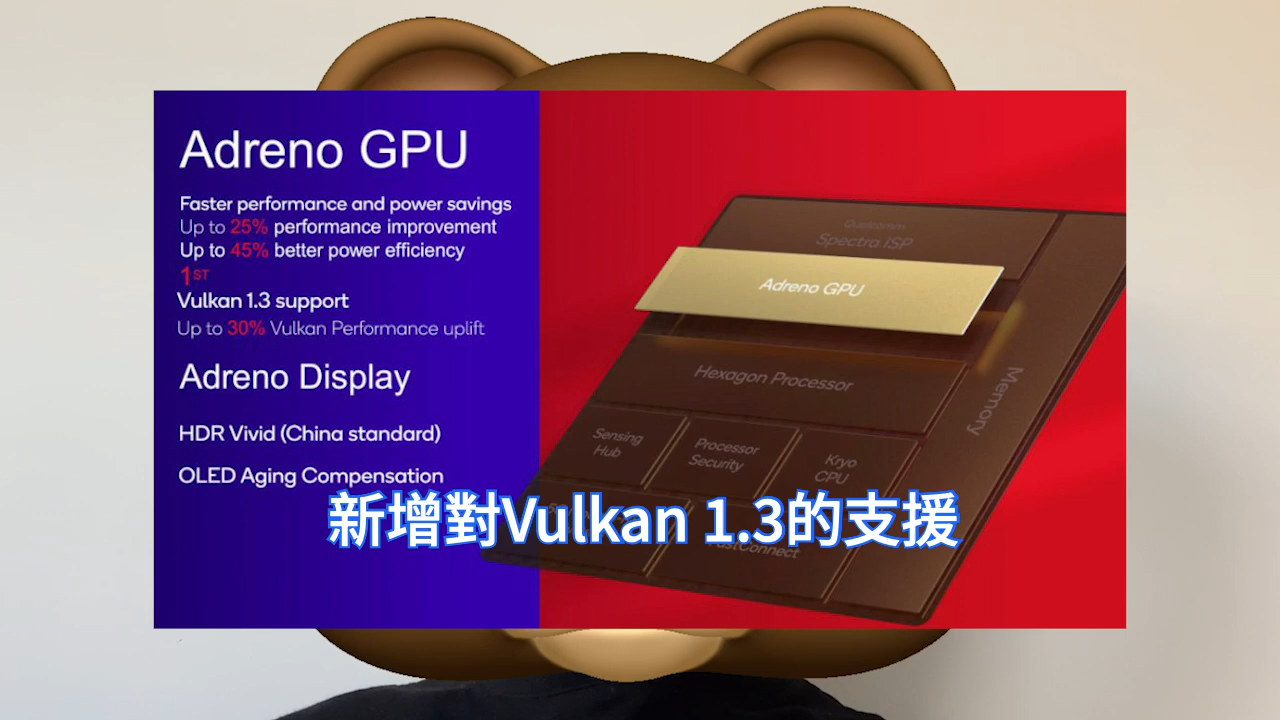 Adreno GPU
Faster performance and power savings
Up to 25% performance improvement
Up to 45% better power efficiency
1ST
Vulkan 1.3 support
Up to 30% Vulkan Performance uplift
Adreno Display
HDR Vivid (China standard)
OLED Aging Compensation
Qualcomm
Spectra ISP
Adreno GPU
Hexagon Processor
Memory
Sensing
Hub
Processor
Security
Kryo
CPU
FastConnect
新增對Vulkan 1.3的支援